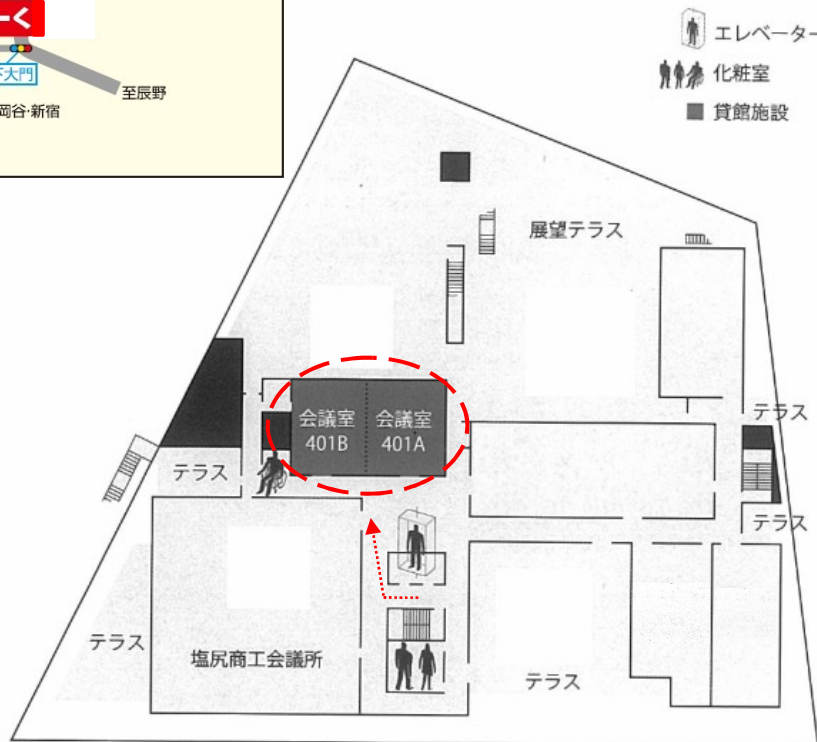 ーく
下大門
至辰野
岡谷・新宿
エレベーター
化粧室
貸館施設
展望テラス
会議室
401B
会議室
401A
テラス
テラス
テラス
テラス
塩尻商工会議所
テラス